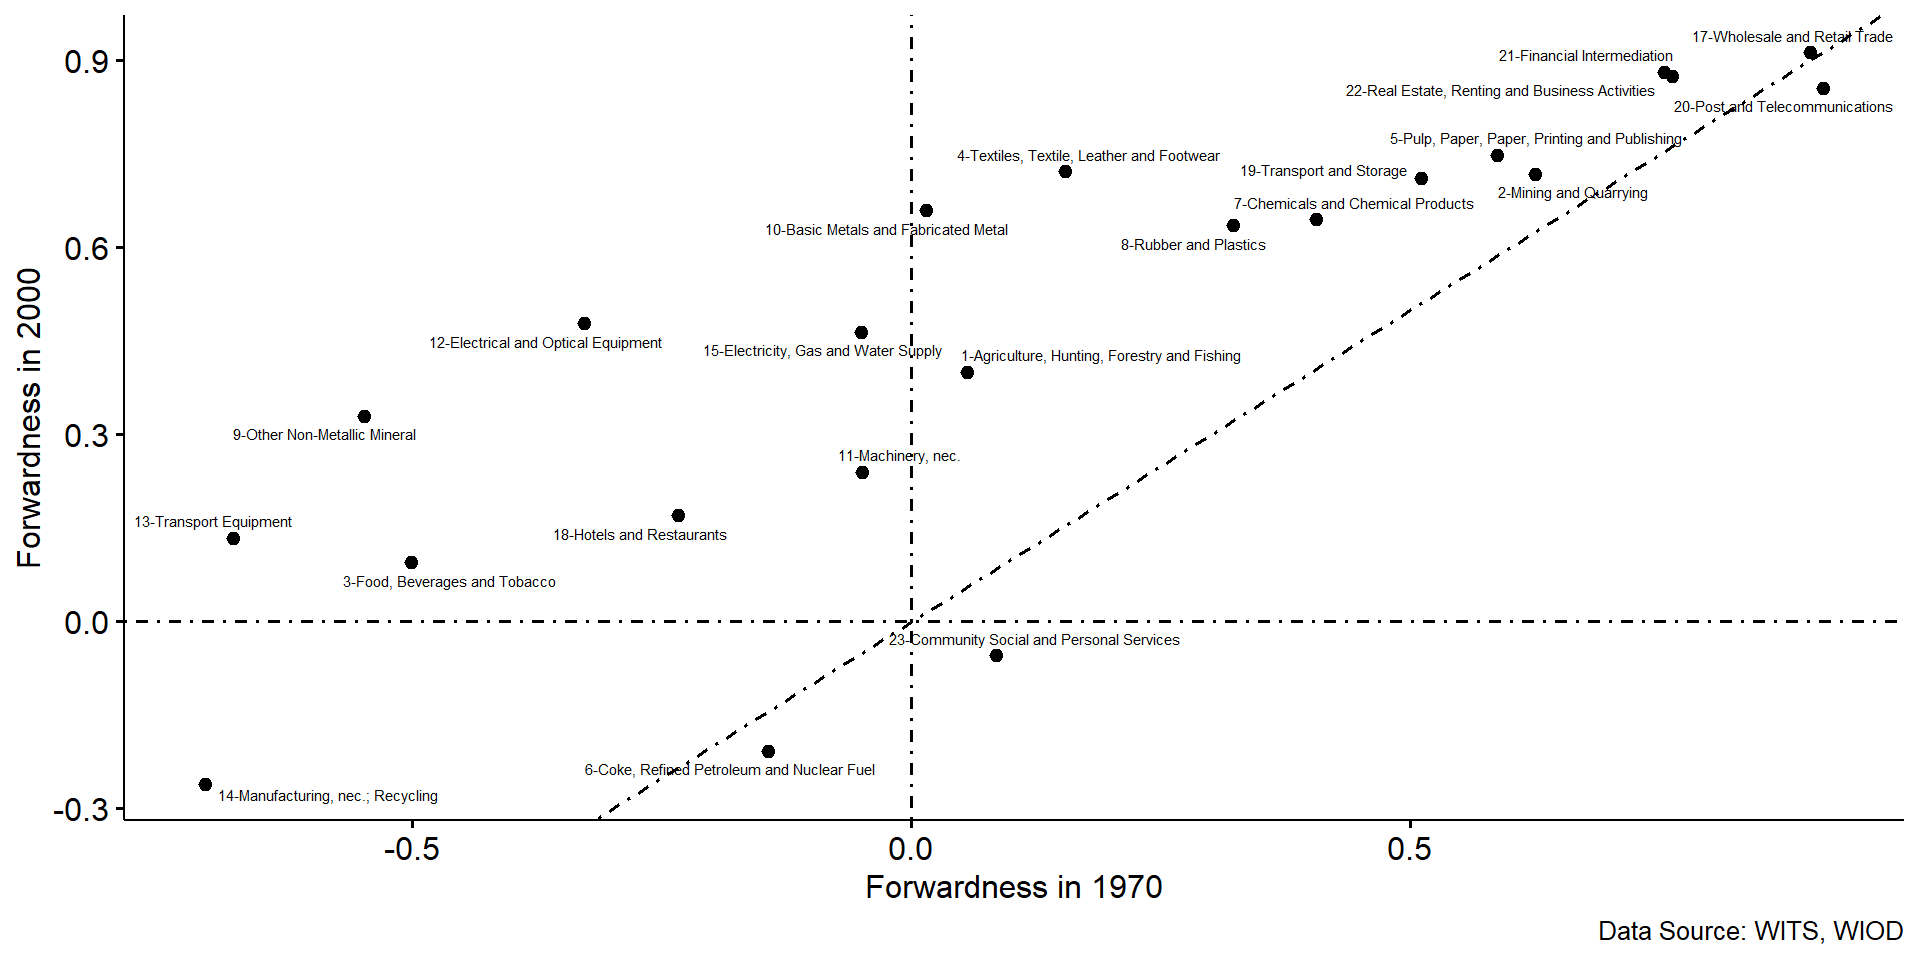 17-Wholesale and Retail Trade
0.9
21-Financial Intermediation
22-Real Estate, Renting and Business Activities
20-Post and Telecommunications
5-Pulp, Paper, Paper, Printing and Publishing
4-Textiles, Textile, Leather and Footwear
19-Transport and Storage
2-Mining and Quarrying
7-Chemicals and Chemical Products
10-Basic Metals and Fabricated Metal
8-Rubber and Plastics
0.6
12-Electrical and Optical Equipment
15-Electricity, Gas and Water Supply
1-Agriculture, Hunting, Forestry and Fishing
Forwardness in 2000
0.3
9-Other Non-Metallic Mineral
11-Machinery, nec.
13-Transport Equipment
18-Hotels and Restaurants
3-Food, Beverages and Tobacco
0.0
23-Community Social and Personal Services
6-Coke, Refined Petroleum and Nuclear Fuel
14-Manufacturing, nec.; Recycling
-0.3
-0.5
0.0
0.5
Forwardness in 1970
Data Source: WITS, WIOD